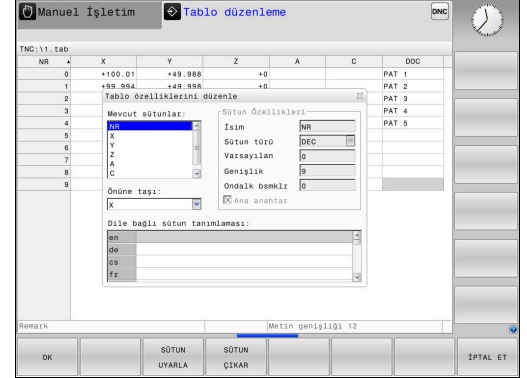 Manuel İşletim
Tablo düzenleme
DNC
TNC:\1.tab
NR X Y Z A C DOC
0 +100.01 +49.988 +0 PAT 1
1 +99.994 +49.998 +0 PAT 2
2 PAT 3
3 PAT 4
4 PAT 5
5
6
7
8
9
Tablo özelliklerini düzenle
Mevcut sütunlar:
NR
X
Y
Z
A
C
Önüne taşı:
X
Sütun Özellikleri
İsim NR
Sütun türü DEC
Varsayılan 0
Genişlik 9
Ondalk bsmklr 0
Ana anahtar
Dile bağlı sütun tanımlaması:
en
de
cs
fr
Remark
Metin genişliği 12
OK
SÜTUN
UYARLA
SÜTUN
ÇIKAR
İPTAL ET